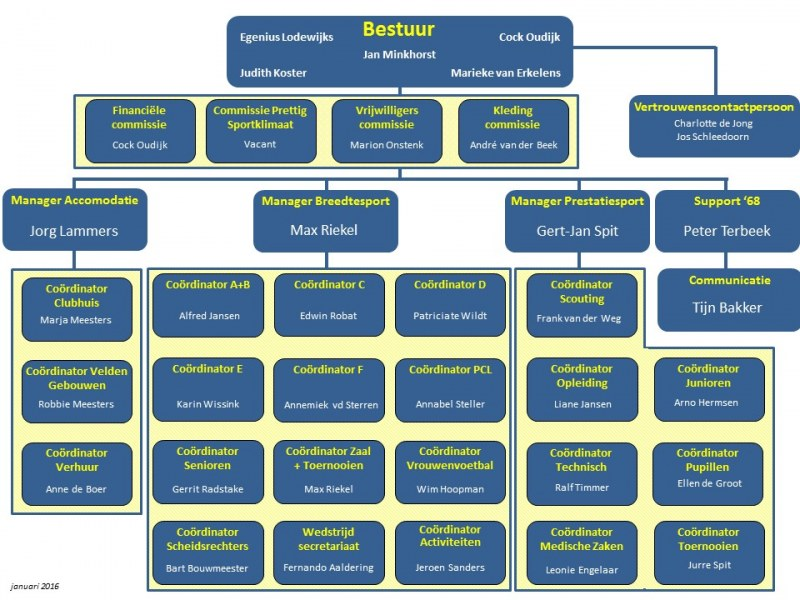 Bestuur
Egenius Lodewijks
Cock Oudijk
Jan Minkhorst
Judith Koster
Marieke van Erkelens
Financiële
commissie
Cock Oudijk
Commissie Prettig
Sportklimaat
Vacant
Vrijwilligers
commissie
Marion Onstenk
Kleding
commissie
André van der Beek
Vertrouwenscontactpersoon
Charlotte de Jong
Jos Schleedoorn
Manager Accomodatie
Jorg Lammers
Manager Breedtesport
Max Riekel
Manager Prestatiesport
Gert-Jan Spit
Support ‘68
Peter Terbeek
Communicatie
Tijn Bakker
Coördinator
Clubhuis
Marja Meesters
Coördinator Velden
Gebouwen
Robbie Meesters
Coördinator
Verhuur
Anne de Boer
Coördinator A+B
Alfred Jansen
Coördinator C
Edwin Robat
Coördinator D
Patriciate Wildt
Coördinator E
Karin Wissink
Coördinator F
Annemiek vd Sterren
Coördinator PCL
Annabel Steller
Coördinator
Senioren
Gerrit Radstake
Coördinator Zaal
+ Toernooien
Max Riekel
Coördinator
Vrouwenvoetbal
Wim Hoopman
Coördinator
Scheidsrechters
Bart Bouwmeester
Wedstrijd
secretariaat
Fernando Aaldering
Coördinator
Activiteiten
Jeroen Sanders
Coördinator
Scouting
Frank van der Weg
Coördinator
Opleiding
Liane Jansen
Coördinator
Junioren
Arno Hermsen
Coördinator
Technisch
Ralf Timmer
Coördinator
Pupillen
Ellen de Groot
Coördinator
Medische Zaken
Leonie Engelaar
Coördinator
Toernooien
Jurre Spit
januari 2016